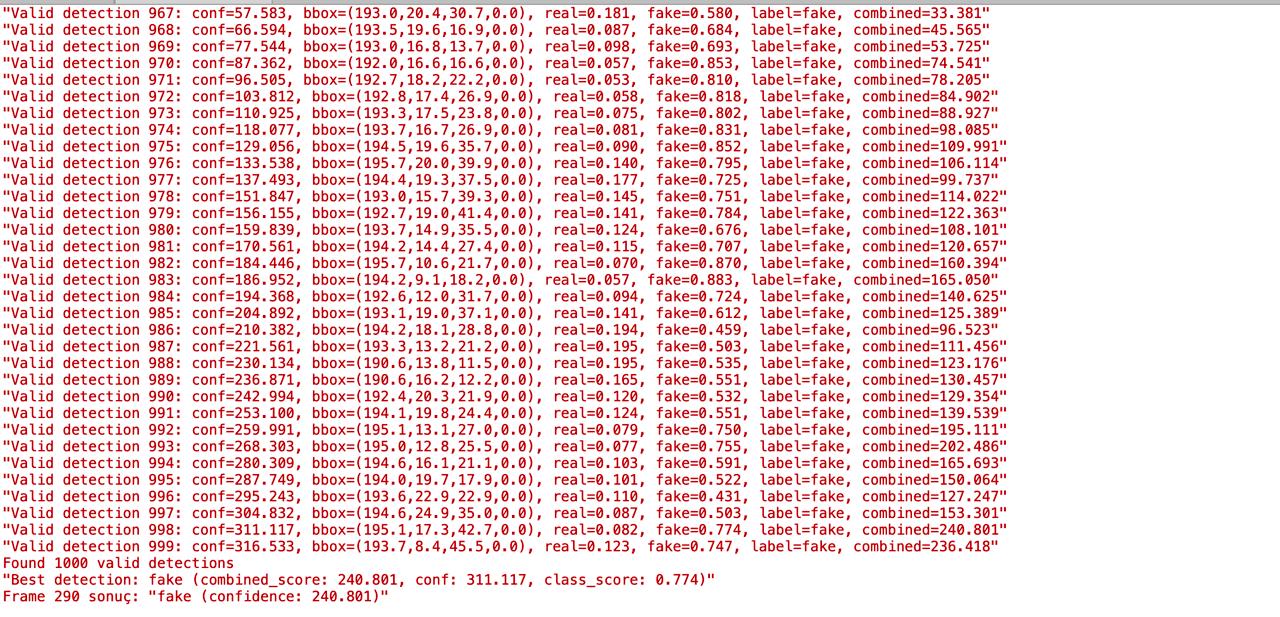 "Valid detection 967: conf=57.583, bbox=(193.0,20.4,30.7,0.0), real=0.181, fake=0.580, label=fake, combined=33.381"
"Valid detection 968: conf=66.594, bbox=(193.5,19.6,16.9,0.0), real=0.087, fake=0.684, label=fake, combined=45.565"
"Valid detection 969: conf=77.544, bbox=(193.0,16.8,13.7,0.0), real=0.098, fake=0.693, label=fake, combined=53.725"
"Valid detection 970: conf=87.362, bbox=(192.0,16.6,16.6,0.0), real=0.057, fake=0.853, label=fake, combined=74.541"
"Valid detection 971: conf=96.505, bbox=(192.7,18.2,22.2,0.0), real=0.053, fake=0.810, label=fake, combined=78.205"
"Valid detection 972: conf=103.812, bbox=(192.8,17.4,26.9,0.0), real=0.058, fake=0.818, label=fake, combined=84.902"
"Valid detection 973: conf=110.925, bbox=(193.3,17.5,23.8,0.0), real=0.075, fake=0.802, label=fake, combined=88.927"
"Valid detection 974: conf=118.077, bbox=(193.7,16.7,26.9,0.0), real=0.081, fake=0.831, label=fake, combined=98.085"
"Valid detection 975: conf=129.056, bbox=(194.5,19.6,35.7,0.0), real=0.090, fake=0.852, label=fake, combined=109.991"
"Valid detection 976: conf=133.538, bbox=(195.7,20.0,39.9,0.0), real=0.140, fake=0.795, label=fake, combined=106.114"
"Valid detection 977: conf=137.493, bbox=(194.4,19.3,37.5,0.0), real=0.177, fake=0.725, label=fake, combined=99.737"
"Valid detection 978: conf=151.847, bbox=(193.0,15.7,39.3,0.0), real=0.145, fake=0.751, label=fake, combined=114.022"
"Valid detection 979: conf=156.155, bbox=(192.7,19.0,41.4,0.0), real=0.141, fake=0.784, label=fake, combined=122.363"
"Valid detection 980: conf=159.839, bbox=(193.7,14.9,35.5,0.0), real=0.124, fake=0.676, label=fake, combined=108.101"
"Valid detection 981: conf=170.561, bbox=(194.2,14.4,27.4,0.0), real=0.115, fake=0.707, label=fake, combined=120.657"
"Valid detection 982: conf=184.446, bbox=(195.7,10.6,21.7,0.0), real=0.070, fake=0.870, label=fake, combined=160.394"
"Valid detection 983: conf=186.952, bbox=(194.2,9.1,18.2,0.0), real=0.057, fake=0.883, label=fake, combined=165.050"
"Valid detection 984: conf=194.368, bbox=(192.6,12.0,31.7,0.0), real=0.094, fake=0.724, label=fake, combined=140.625"
"Valid detection 985: conf=204.892, bbox=(193.1,19.0,37.1,0.0), real=0.141, fake=0.612, label=fake, combined=125.389"
"Valid detection 986: conf=210.382, bbox=(194.2,18.1,28.8,0.0), real=0.194, fake=0.459, label=fake, combined=96.523"
"Valid detection 987: conf=221.561, bbox=(193.3,13.2,21.2,0.0), real=0.195, fake=0.503, label=fake, combined=111.456"
"Valid detection 988: conf=230.134, bbox=(190.6,13.8,11.5,0.0), real=0.195, fake=0.535, label=fake, combined=123.176"
"Valid detection 989: conf=236.871, bbox=(190.6,16.2,12.2,0.0), real=0.165, fake=0.551, label=fake, combined=130.457"
"Valid detection 990: conf=242.994, bbox=(192.4,20.3,21.9,0.0), real=0.120, fake=0.532, label=fake, combined=129.354"
"Valid detection 991: conf=253.100, bbox=(194.1,19.8,24.4,0.0), real=0.124, fake=0.551, label=fake, combined=139.539"
"Valid detection 992: conf=259.991, bbox=(195.1,13.1,27.0,0.0), real=0.079, fake=0.750, label=fake, combined=195.111"
"Valid detection 993: conf=268.303, bbox=(195.0,12.8,25.5,0.0), real=0.077, fake=0.755, label=fake, combined=202.486"
"Valid detection 994: conf=280.309, bbox=(194.6,16.1,21.1,0.0), real=0.103, fake=0.591, label=fake, combined=165.693"
"Valid detection 995: conf=287.749, bbox=(194.0,19.7,17.9,0.0), real=0.101, fake=0.522, label=fake, combined=150.064"
"Valid detection 996: conf=295.243, bbox=(193.6,22.9,22.9,0.0), real=0.110, fake=0.431, label=fake, combined=127.247"
"Valid detection 997: conf=304.832, bbox=(194.6,24.9,35.0,0.0), real=0.087, fake=0.503, label=fake, combined=153.301"
"Valid detection 998: conf=311.117, bbox=(195.1,17.3,42.7,0.0), real=0.082, fake=0.774, label=fake, combined=240.801"
"Valid detection 999: conf=316.533, bbox=(193.7,8.4,45.5,0.0), real=0.123, fake=0.747, label=fake, combined=236.418"
Found 1000 valid detections
"Best detection: fake (combined_score: 240.801, conf: 311.117, class_score: 0.774)"
Frame 290 sonuç: "fake (confidence: 240.801)"